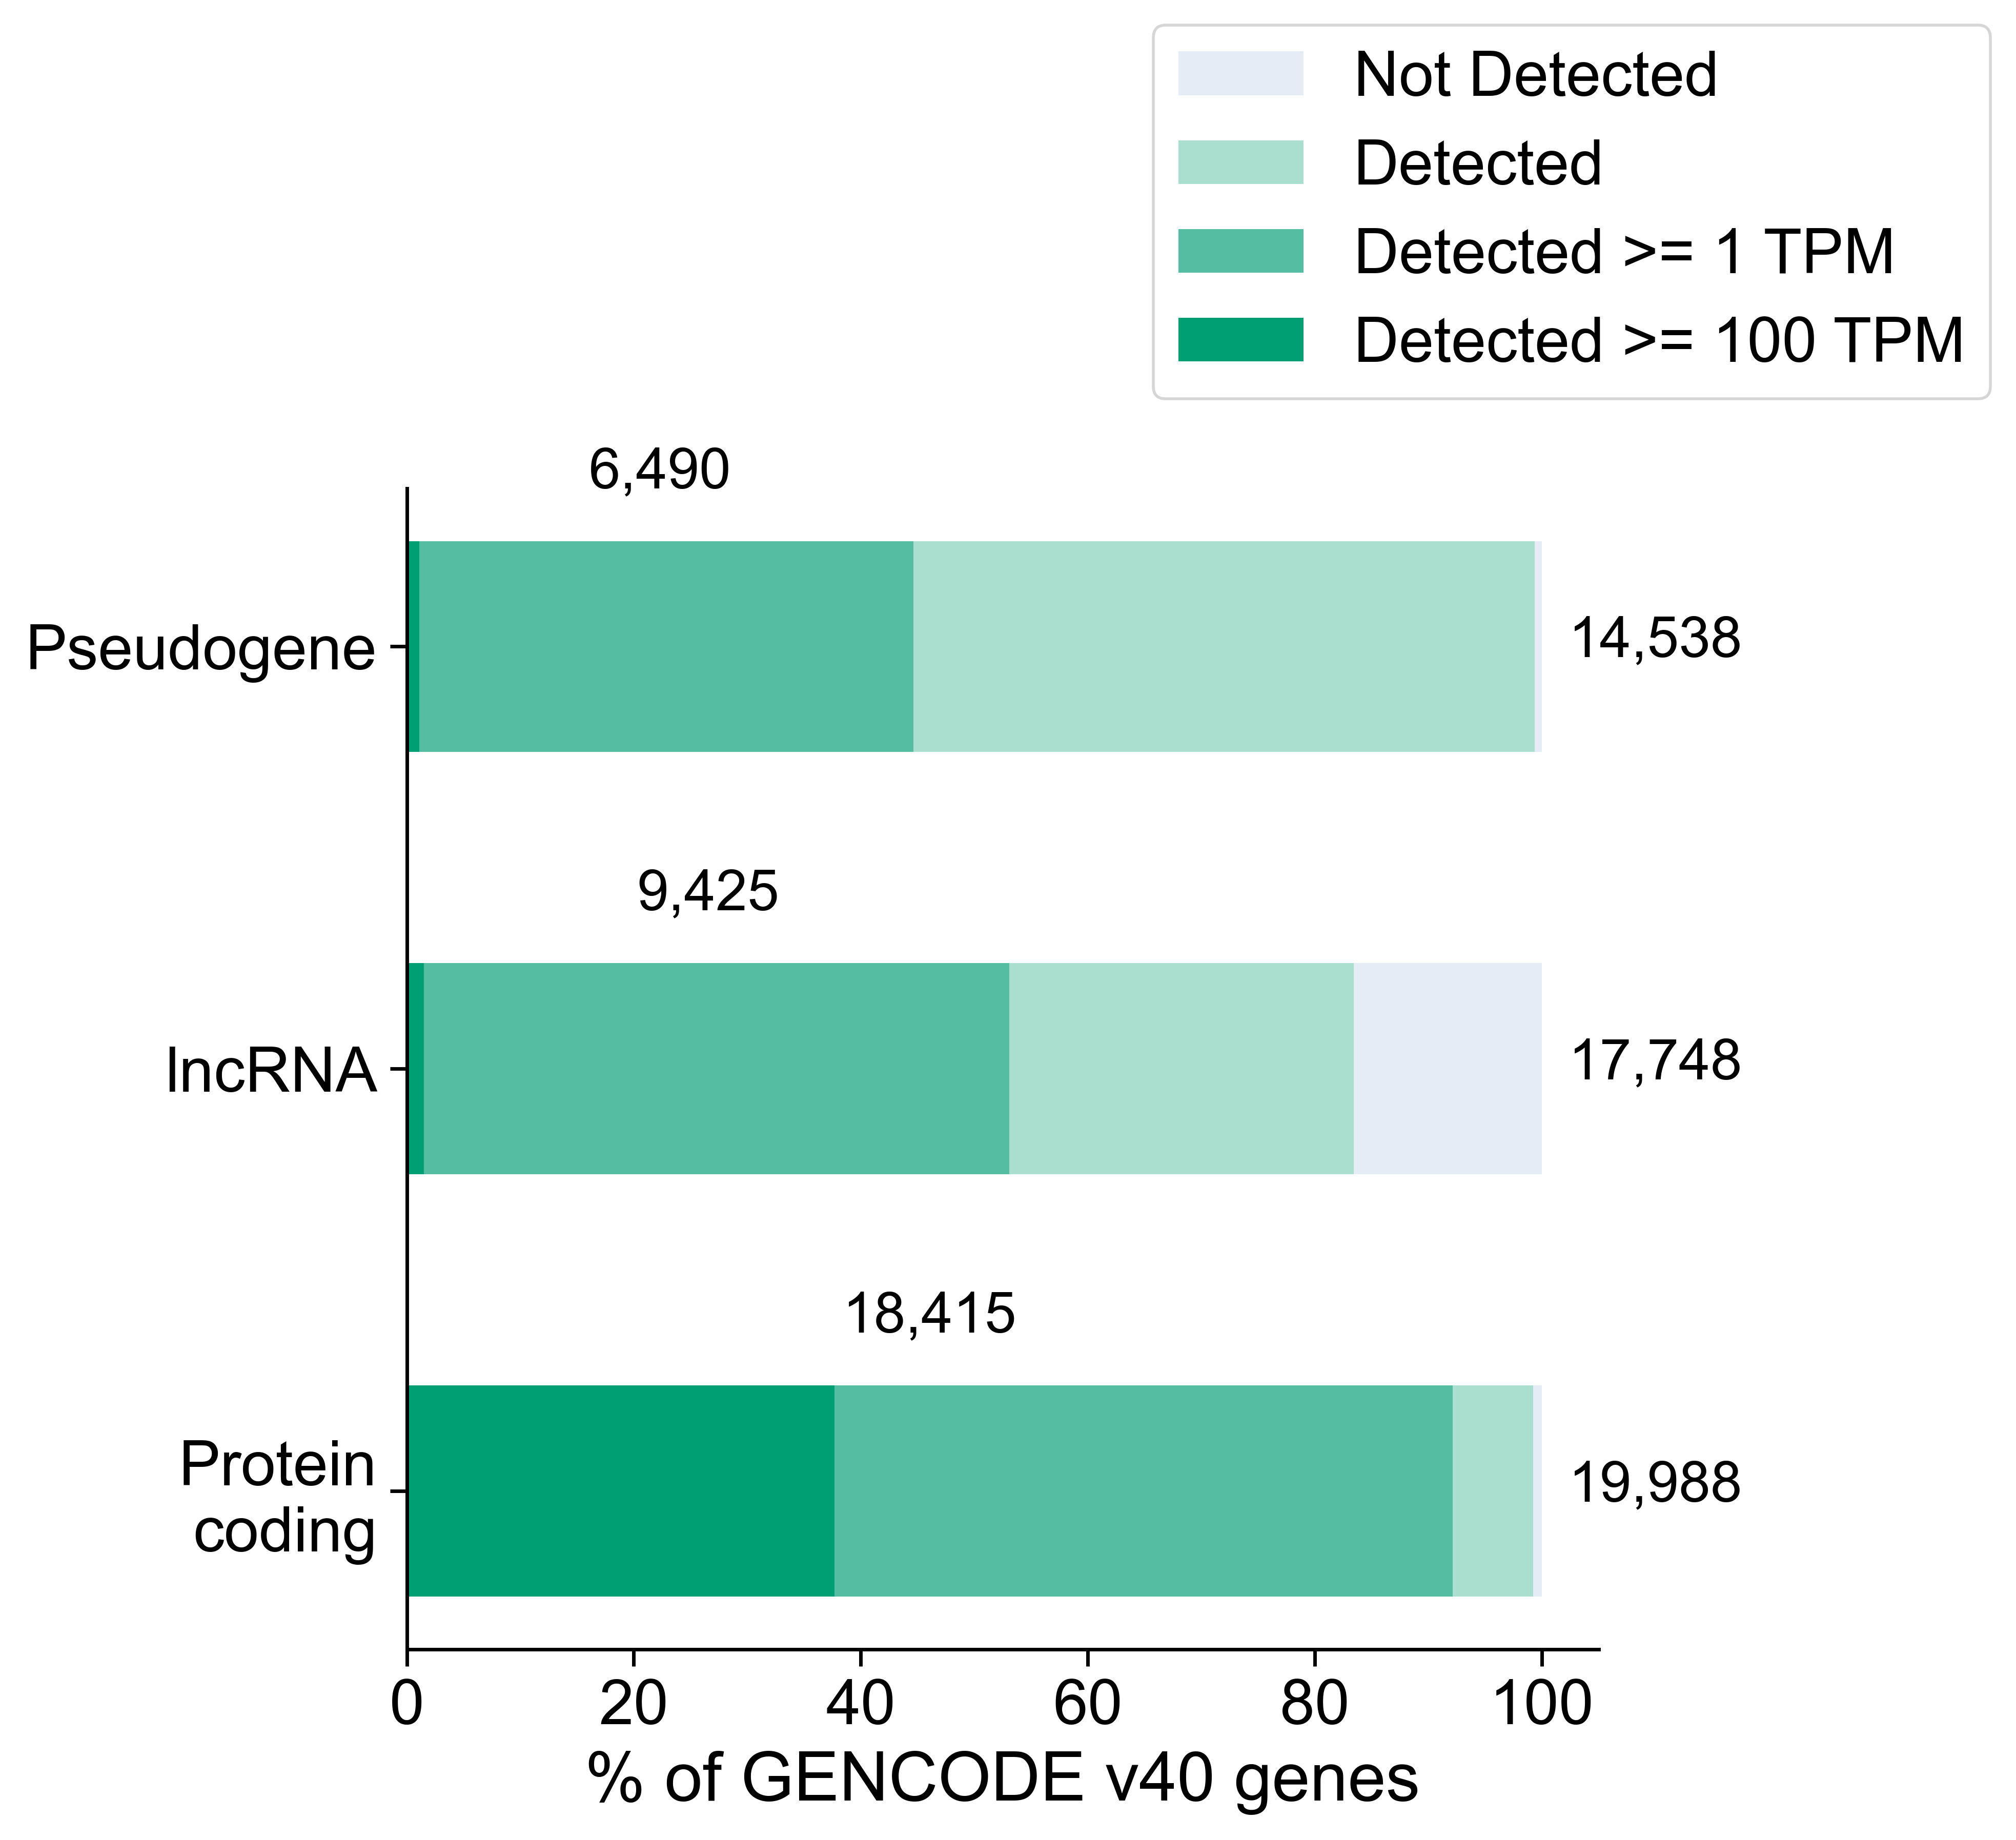 Not Detected
Detected
Detected >= 1 TPM
Detected >= 100 TPM
6,490
Pseudogene
14,538
9,425
lncRNA
17,748
18,415
Protein
coding
19,988
0 20 40 60 80 100
% of GENCODE v40 genes